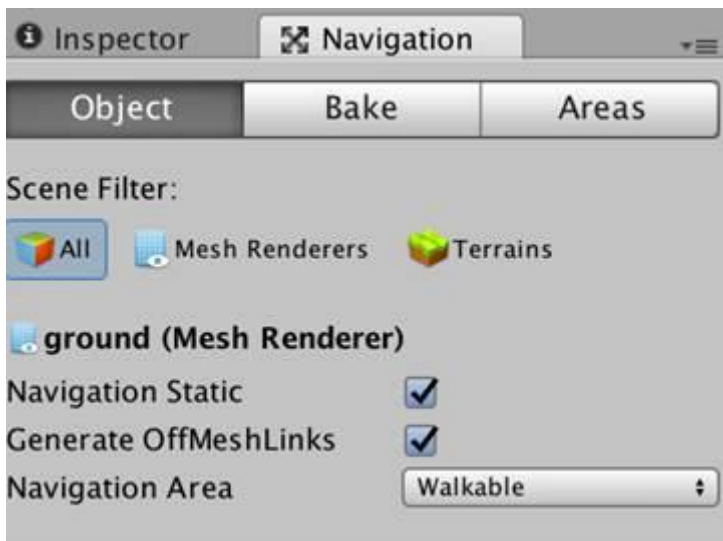 Inspector Navigation
Object Bake Areas
Scene Filter:
All Mesh Renderers Terrains
ground (Mesh Renderer)
Navigation Static
Generate OffMeshLinks
Navigation Area Walkable